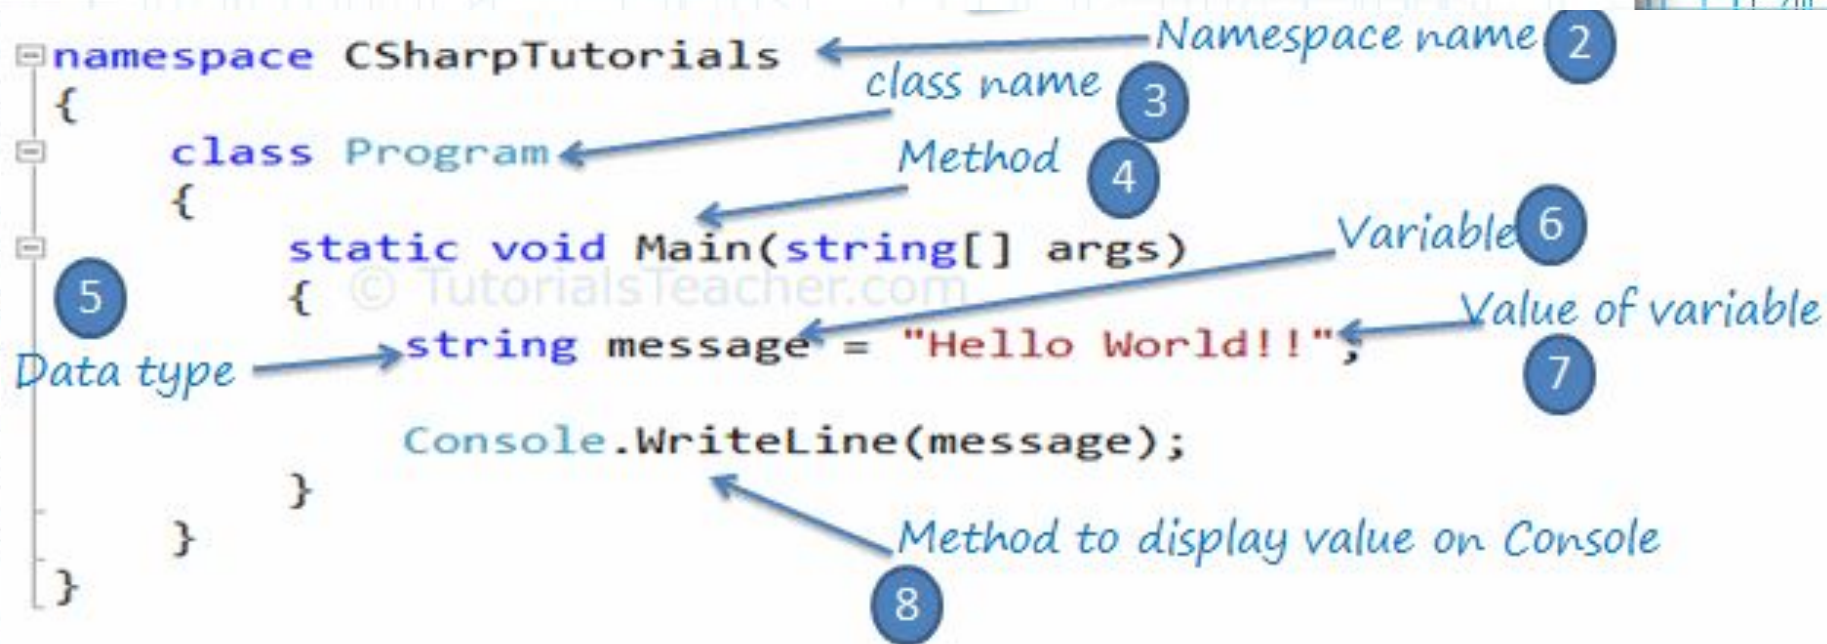 namespace CSharpTutorials Namespace name 2
{ class name 3
class Program Method 4
{
static void Main(string[] args) Variable 6
5 { © TutorialsTeacher.com
string message = "Hello World!!"; Value of variable 7
Data type
Console.WriteLine(message);
}
} Method to display value on Console
} 8